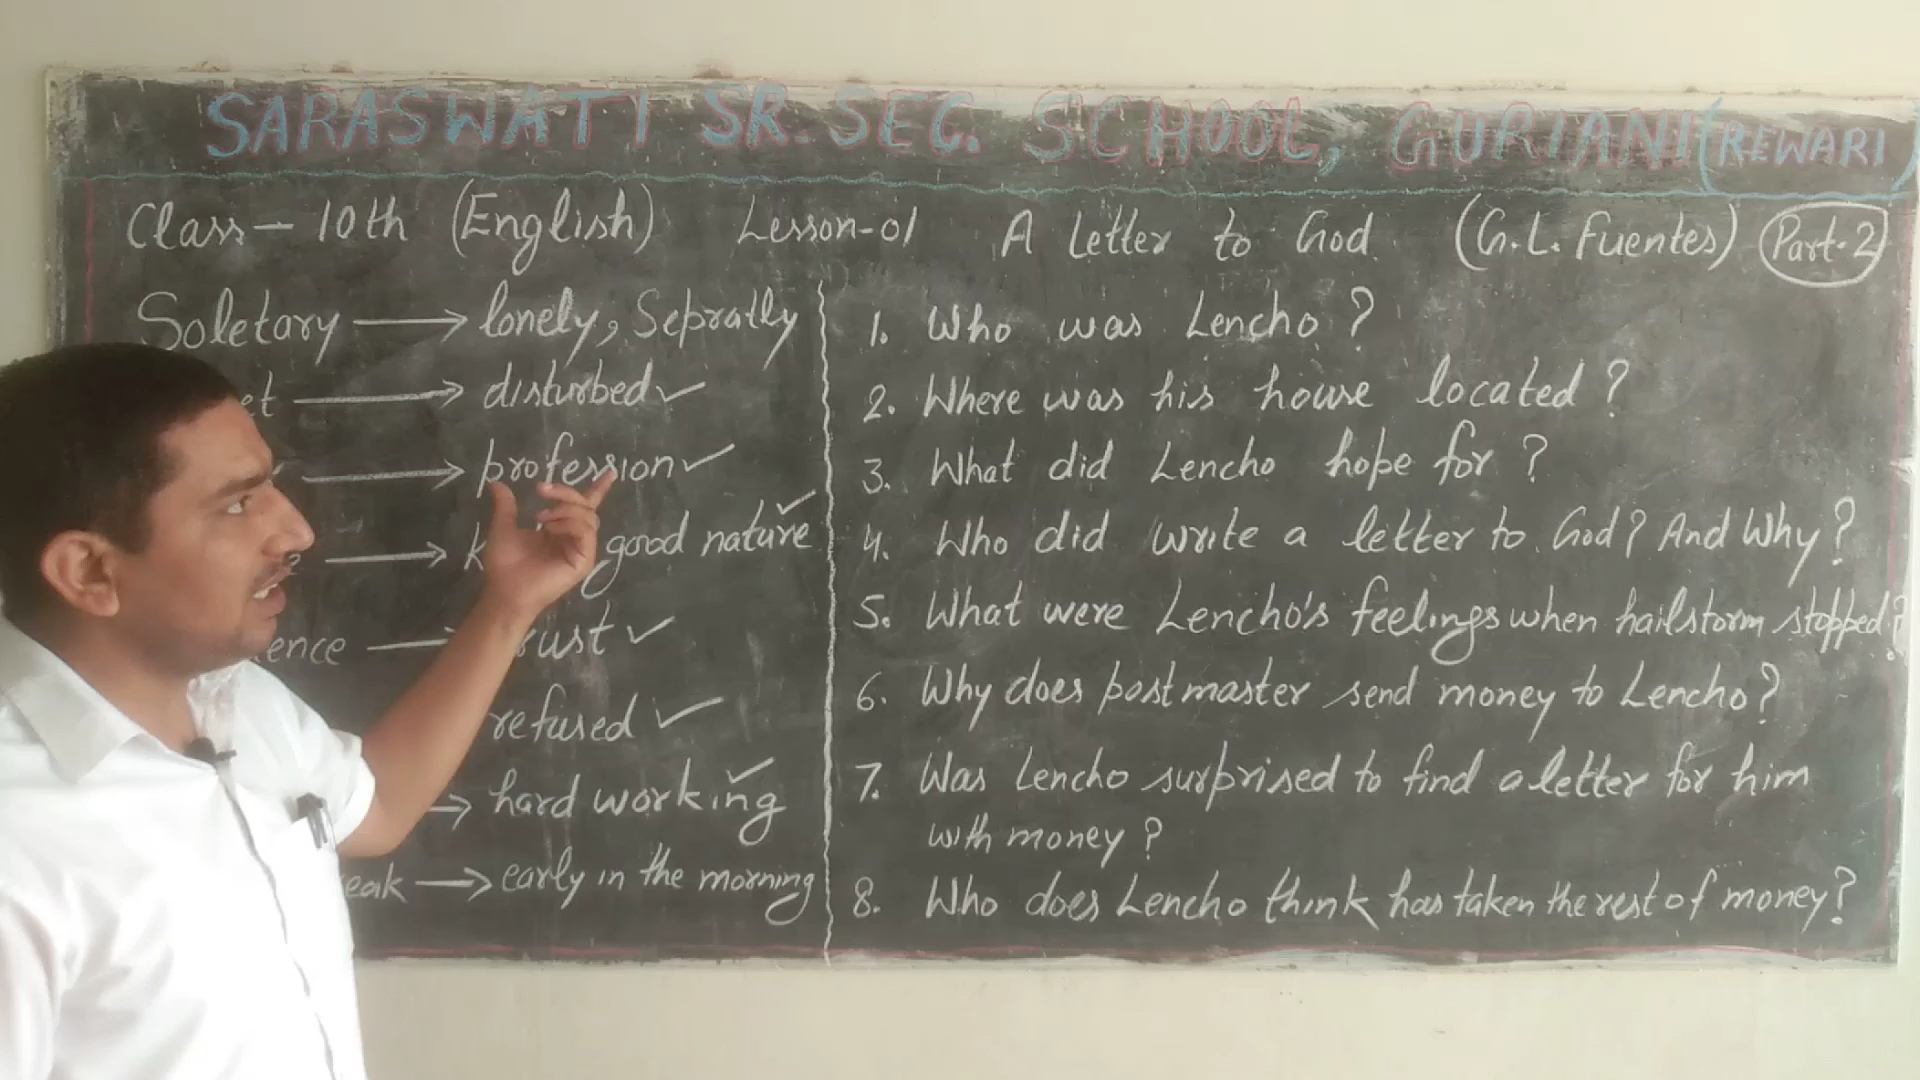 SARASWATI SR. SEC. SCHOOL, GURIANI (REWARI)
Class - 10th (English) Lesson-01 A Letter to God (G.L. Fuentes) Part-2
Soletary → lonely, Sepratly
→ disturbed ✓
→ profession ✓
→ good nature ✓
→ ✓
refused ✓
→ hard working ✓
→ early in the morning
1. Who was Lencho?
2. Where was his house located?
3. What did Lencho hope for?
4. Who did write a letter to God? And Why?
5. What were Lencho's feelings when hailstorm stopped?
6. Why does postmaster send money to Lencho?
7. Was Lencho surprised to find a letter for him
with money?
8. Who does Lencho think has taken the rest of money?